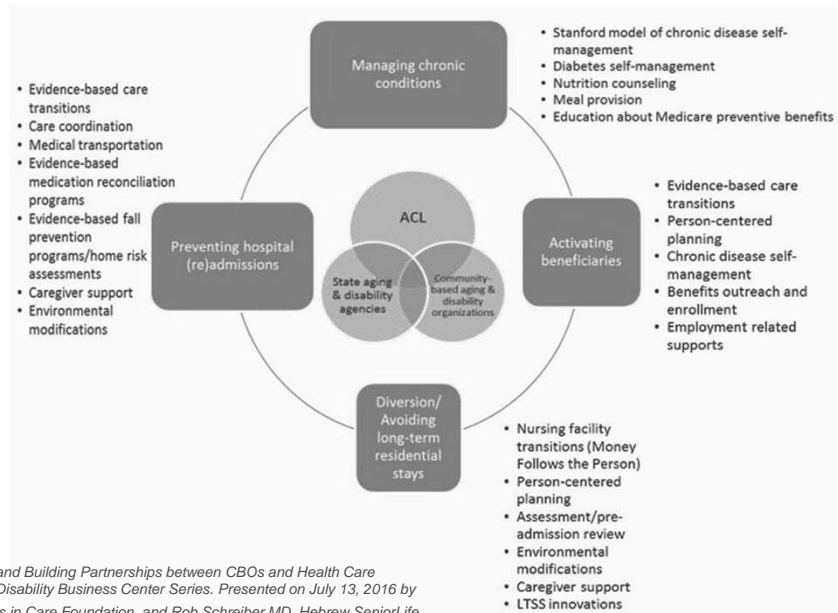 Managing chronic
conditions
• Stanford model of chronic disease self-
management
• Diabetes self-management
• Nutrition counseling
• Meal provision
• Education about Medicare preventive benefits
• Evidence-based care
transitions
• Care coordination
• Medical transportation
• Evidence-based
medication reconciliation
programs
• Evidence-based fall
prevention
programs/home risk
assessments
• Caregiver support
• Environmental
modifications
Preventing hospital
(re)admissions
ACL
State aging
& disability
agencies
Community-
based aging &
disability
organizations
Activating
beneficiaries
• Evidence-based care
transitions
• Person-centered
planning
• Chronic disease self-
management
• Benefits outreach and
enrollment
• Employment related
supports
Diversion/
Avoiding
long-term
residential
stays
• Nursing facility
transitions (Money
Follows the Person)
• Person-centered
planning
• Assessment/pre-
admission review
• Environmental
modifications
• Caregiver support
• LTSS innovations
and Building Partnerships between CBOs and Health Care
Disability Business Center Series. Presented on July 13, 2016 by
in Care Foundation, and Rob Schreiber MD, Hebrew SeniorLife